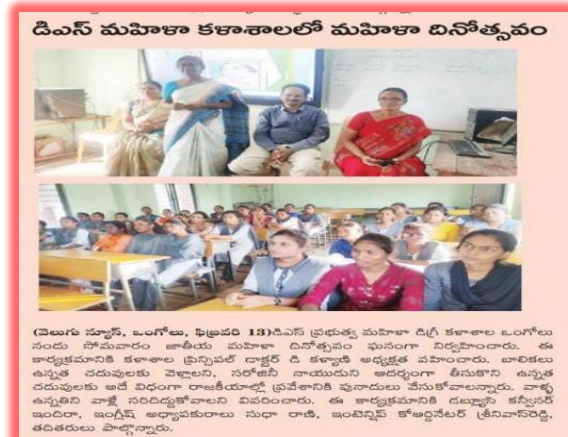 డిఎస్ మహిళా కళాశాలలో మహిళా దినోత్సవం
(వెలుగు న్యూస్, ఒంగోలు, ఫిబ్రవరి 13)డిఎస్ ప్రభుత్వ మహిళా డిగ్రీ కళాశాల ఒంగోలు
నందు సోమవారం జాతీయ మహిళా దినోత్సవం ఘనంగా నిర్వహించారు. ఈ
కార్యక్రమానికి కళాశాల ప్రిన్సిపల్ డాక్టర్ డి కళ్యాణి అధ్యక్షత వహించారు. బాలికలు
ఉన్నత చదువులకు వెళ్లాలని, సరోజినీ నాయుడుని ఆదర్శంగా తీసుకొని ఉన్నత
చదువులకు అదే విధంగా రాజకీయాల్లో ప్రవేశానికి పునాదులు వేసుకోవాలన్నారు. వాళ్ళ
ఉన్నతిని వాళ్లే సరిదిద్దుకోవాలని వివరించారు. ఈ కార్యక్రమానికి డబ్ల్యూసి కన్వీనర్
ఇందిరా, ఇంగ్లీష్ అధ్యాపకురాలు సుధా రాణి, ఇంటెన్షిప్ కోఆర్డినేటర్ శ్రీనివాస్‌రెడ్డి,
తదితరులు పాల్గొన్నారు.